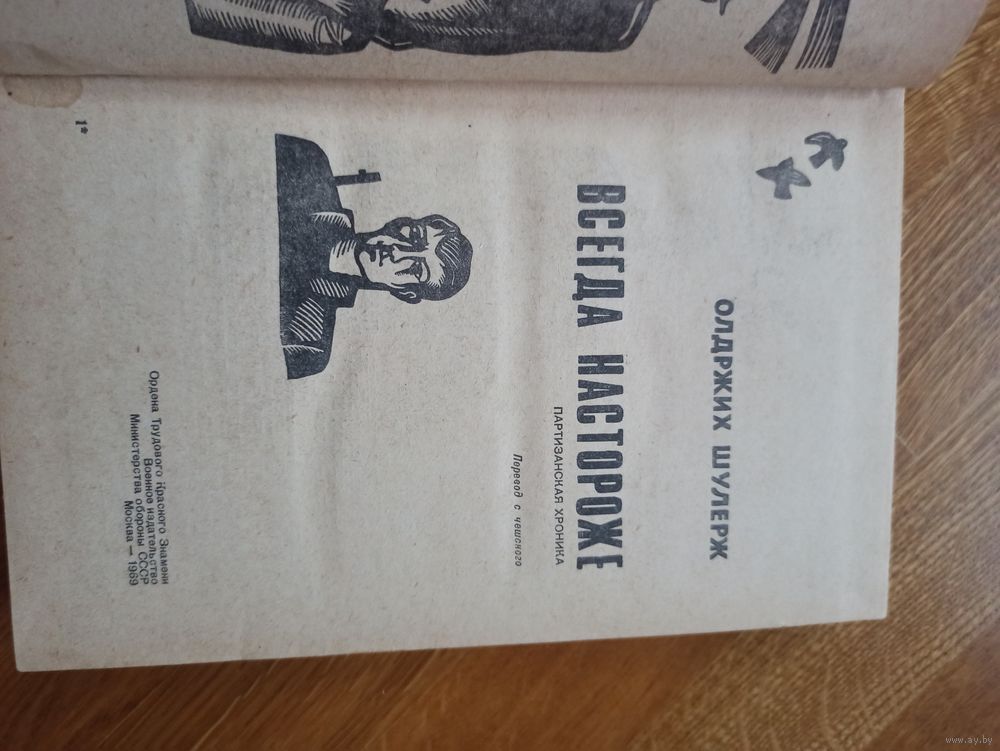 ОЛДРЖИХ ШУЛЕРЖ
ВСЕГДА НАСТОРОЖЕ
ПАРТИЗАНСКАЯ ХРОНИКА
Перевод с чешского
Ордена Трудового Красного Знамени
Военное издательство
Министерства обороны СССР
Москва — 1969
1*
www.ay.by